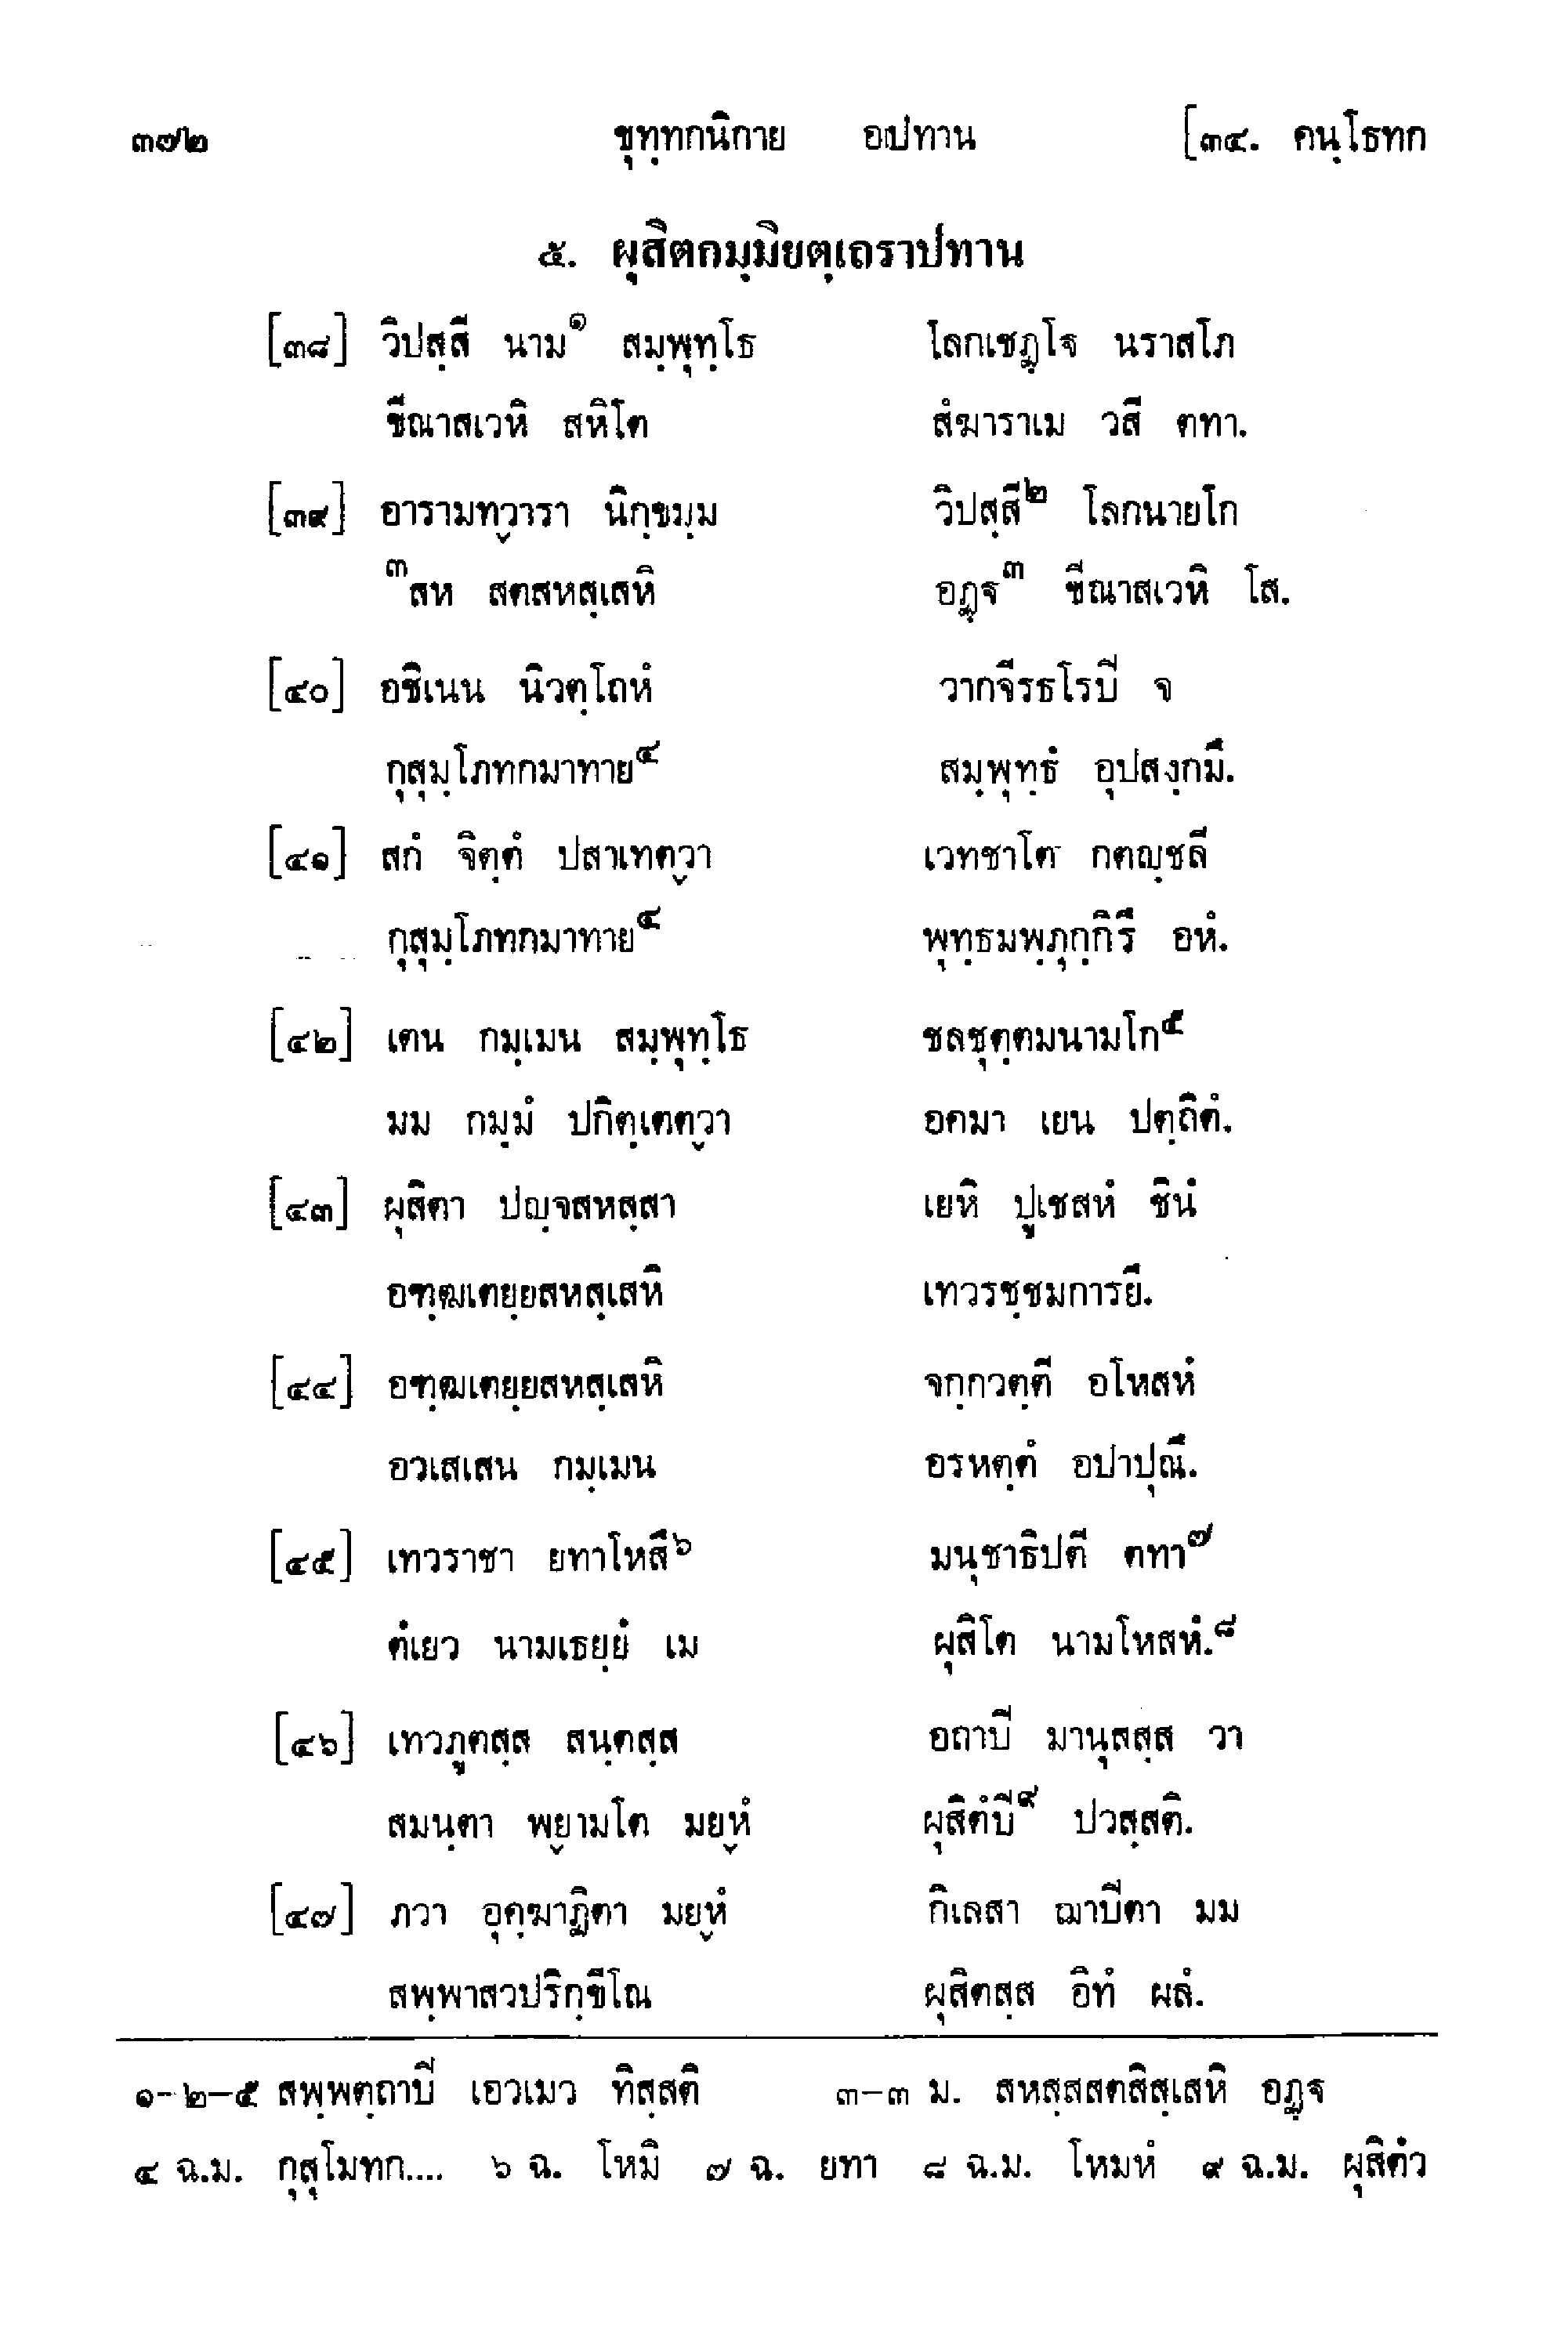 ๓๗๒ ขุทฺทกนิกาย อปทาน [๓๔. คนฺโธทก
๕. ผุสิตกมฺมิยตฺเถราปทาน
[๓๘] วิปสฺสี นาม๑ สมฺพุทฺโธ โลกเชฏฺโฐ นราสโภ
ขีณาสเวหิ สหิโต สํฆาราเม วสี ตทา.
[๓๙] อารามทฺวารา นิกฺขมฺม วิปสฺสี๒ โลกนายโก
๓สห สตสหสฺเสหิ อฏฺฐ๓ ขีณาสเวหิ โส.
[๔๐] อชิเนน นิวตฺโถหํ วากจีรธโรปิ จ
กุสุมฺโภทกมาทาย๔ สมฺพุทฺธํ อุปสงฺกมึ.
[๔๑] สกํ จิตฺตํ ปสาเทตฺวา เวทชาโต กตญฺชลี
กุสุมฺโภทกมาทาย๔ พุทฺธมพฺภุกฺกิรึ อหํ.
[๔๒] เตน กมฺเมน สมฺพุทฺโธ ชลชุตฺตมนามโก๕
มม กมฺมํ ปกิตฺเตตฺวา อคมา เยน ปตฺถิตํ.
[๔๓] ผุสิตา ปญฺจสหสฺสา เยหิ ปูเชสหํ ชินํ
อฑฺฒเตยฺยสหสฺเสหิ เทวรชฺชมการยึ.
[๔๔] อฑฺฒเตยฺยสหสฺเสหิ จกฺกวตฺตี อโหสหํ
อวเสเสน กมฺเมน อรหตฺตํ อปาปุณึ.
[๔๕] เทวราชา ยทาโหสึ๖ มนุชาธิปตี ตทา๗
ตํเยว นามเธยฺยํ เม ผุสิโต นามโหสหํ.๘
[๔๖] เทวภูตสฺส สนฺตสฺส อถาปิ มานุสสฺส วา
สมนฺตา พฺยามโต มยฺหํ ผุสิตํปิ๙ ปวสฺสติ.
[๔๗] ภวา อุคฺฆาฏิตา มยฺหํ กิเลสา ฌาปิตา มม
สพฺพาสวปริกฺขีโณ ผุสิตสฺส อิทํ ผลํ.
๑-๒-๕ สพฺพตฺถาปิ เอวเมว ทิสฺสติ ๓-๓ ม. สหสฺสสตสิสฺเสหิ อฏฺฐ
๔ ฉ.ม. กุสุโมทก.... ๖ ฉ. โหมิ ๗ ฉ. ยทา ๘ ฉ.ม. โหมหํ ๙ ฉ.ม. ผุสิตํว